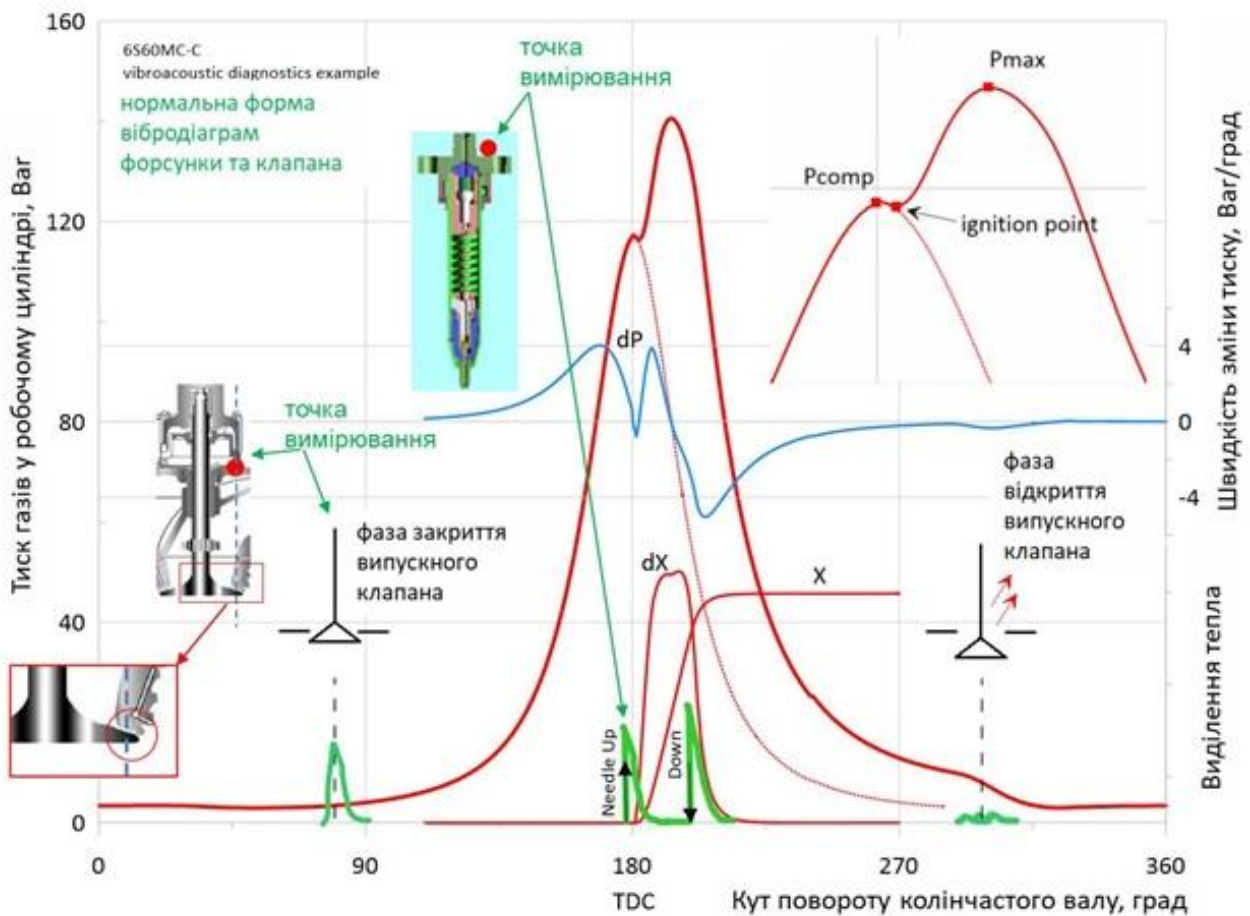 160
120
80
40
0
Тиск газів у робочому циліндрі, Bar
6S60MC-C
vibroacoustic diagnostics example
нормальна форма
вібродіаграм
форсунки та клапана
точка
вимірювання
точка
вимірювання
фаза закриття
випускного
клапана
Pmax
Pcomp
ignition point
dP
dX
X
Needle Up
Down
фаза
відкриття
випускного
клапана
4
0
-4
Швидкість зміни тиску, Bar/град
Виділення тепла
0
90
180
270
360
TDC
Кут повороту колінчастого валу, град